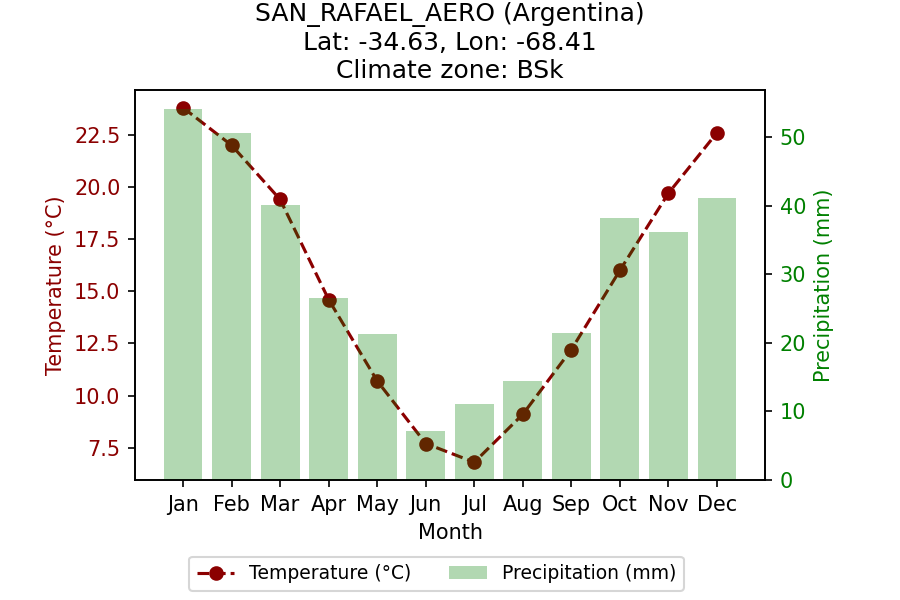 SAN_RAFAEL_AERO (Argentina)
Lat: -34.63, Lon: -68.41
Climate zone: BSk
Temperature (°C)
22.5
20.0
17.5
15.0
12.5
10.0
7.5
50
40
30
20
10
0
Precipitation (mm)
Jan Feb Mar Apr May Jun Jul Aug Sep Oct Nov Dec
Month
Temperature (°C) Precipitation (mm)